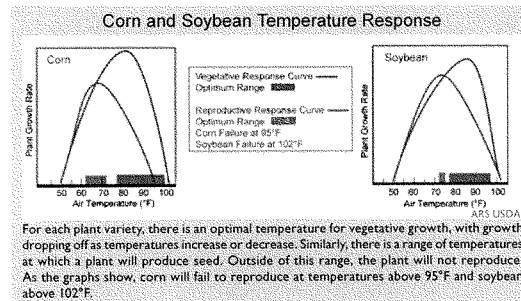 Corn and Soybean Temperature Response
Corn
Plant Growth Rate
50 60 70 80 90 100
Air Temperature (°F)
Vegetative Response Curve
Optimum Range
Reproductive Response Curve
Optimum Range
Corn Failure at 95°F
Soybean Failure at 102°F
Soybean
Plant Growth Rate
50 60 70 80 90 100
Air Temperature (°F)
ARS USDA
For each plant variety, there is an optimal temperature for vegetative growth, with growth
dropping off as temperatures increase or decrease. Similarly, there is a range of temperatures
at which a plant will produce seed. Outside of this range, the plant will not reproduce.
As the graphs show, corn will fail to reproduce at temperatures above 95°F and soybean
above 102°F.